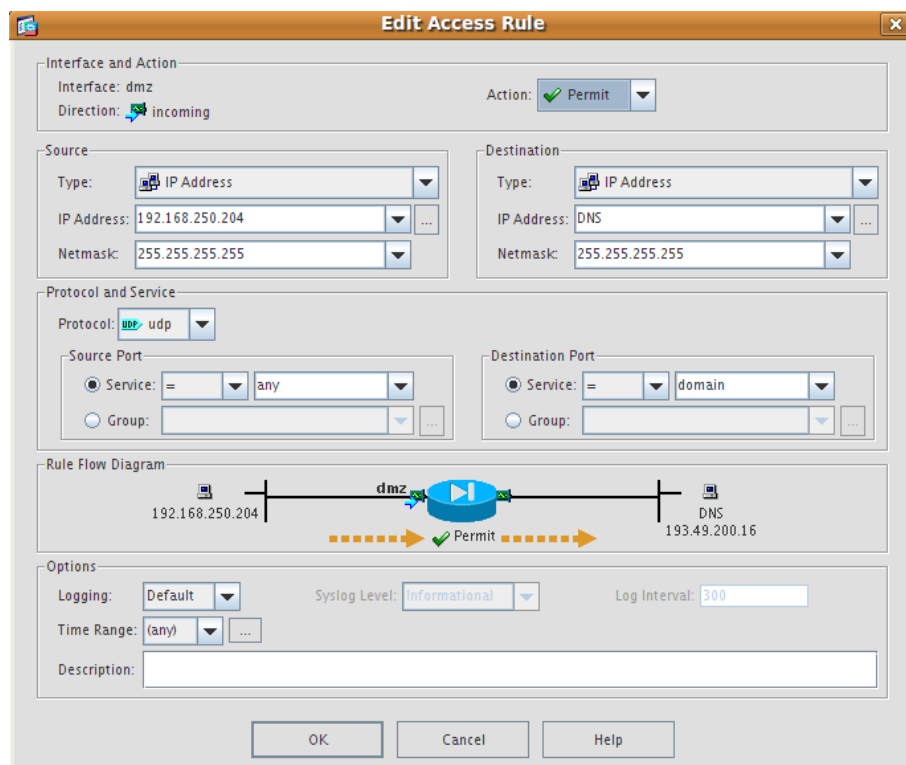 Edit Access Rule
Interface and Action
Interface: dmz
Direction: incoming
Action: Permit
Source
Type: IP Address
IP Address: 192.168.250.204 ...
Netmask: 255.255.255.255
Destination
Type: IP Address
IP Address: DNS ...
Netmask: 255.255.255.255
Protocol and Service
Protocol: UDP udp
Source Port
Service: = any
Group: ...
Destination Port
Service: = domain
Group: ...
Rule Flow Diagram
192.168.250.204
dmz
Permit
DNS
193.49.200.16
Options
Logging: Default Syslog Level: Informational Log Interval: 300
Time Range: (any) ...
Description:
OK Cancel Help